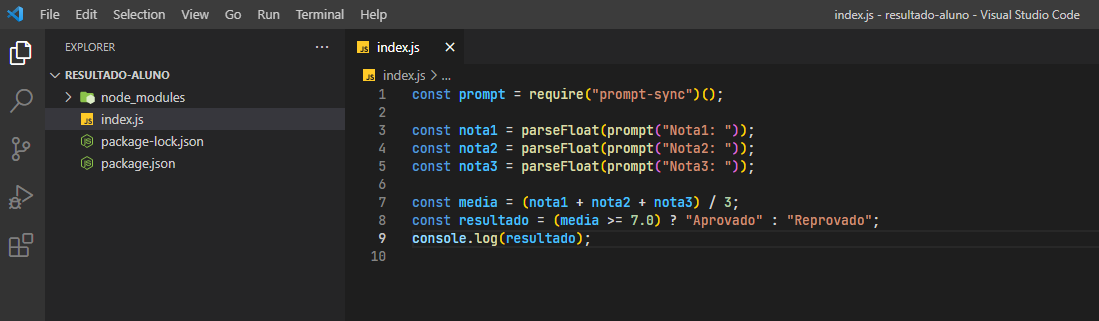 File Edit Selection View Go Run Terminal Help index.js - resultado-aluno - Visual Studio Code
EXPLORER ...
RESULTADO-ALUNO
node_modules
JS index.js
package-lock.json
package.json
JS index.js ×
JS index.js > ...
1 const prompt = require("prompt-sync")();
2
3 const nota1 = parseFloat(prompt("Nota1: "));
4 const nota2 = parseFloat(prompt("Nota2: "));
5 const nota3 = parseFloat(prompt("Nota3: "));
6
7 const media = (nota1 + nota2 + nota3) / 3;
8 const resultado = (media >= 7.0) ? "Aprovado" : "Reprovado";
9 console.log(resultado);
10